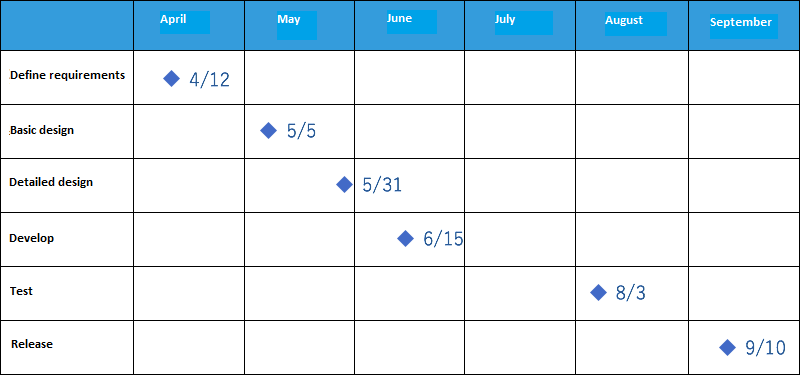 April May June July August September
Define requirements 4/12
Basic design 5/5
Detailed design 5/31
Develop 6/15
Test 8/3
Release 9/10